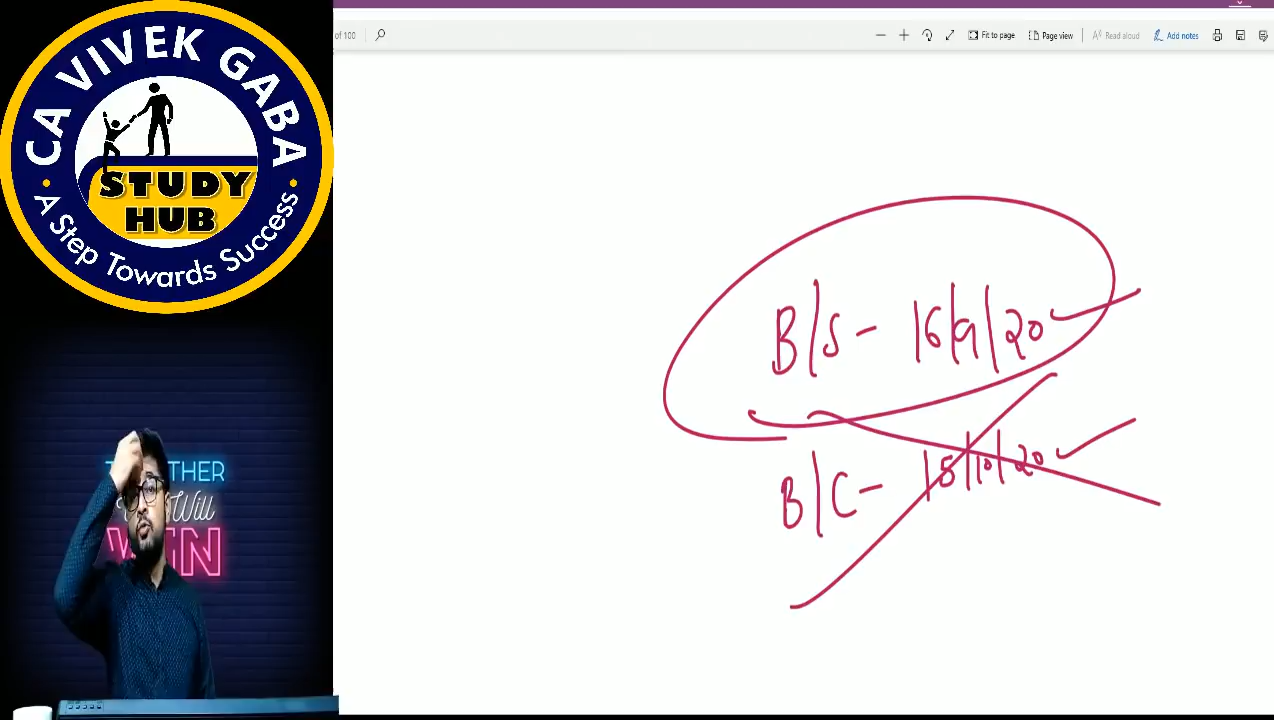 CA VIVEK GABA
STUDY
HUB
A Step Towards Success
of 100
Fit to page
Page view
Read aloud
Add notes
B/S - 16/9/20
B/C - 15/10/20
WIN